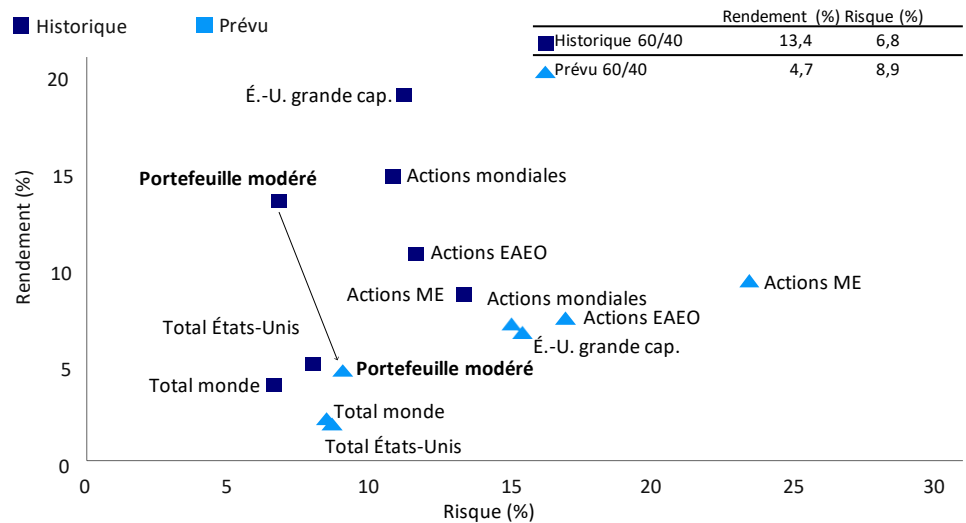 Historique
Prévu
Rendement (%) Risque (%)
Historique 60/40 13,4 6,8
Prévu 60/40 4,7 8,9
Rendement (%)
20
15
10
5
0
É.-U. grande cap.
Portefeuille modéré
Actions mondiales
Actions EAEO
Actions ME
Actions ME
Actions mondiales
Actions EAEO
É.-U. grande cap.
Total États-Unis
Portefeuille modéré
Total monde
Total monde
Total États-Unis
0 5 10 15 20 25 30
Risque (%)